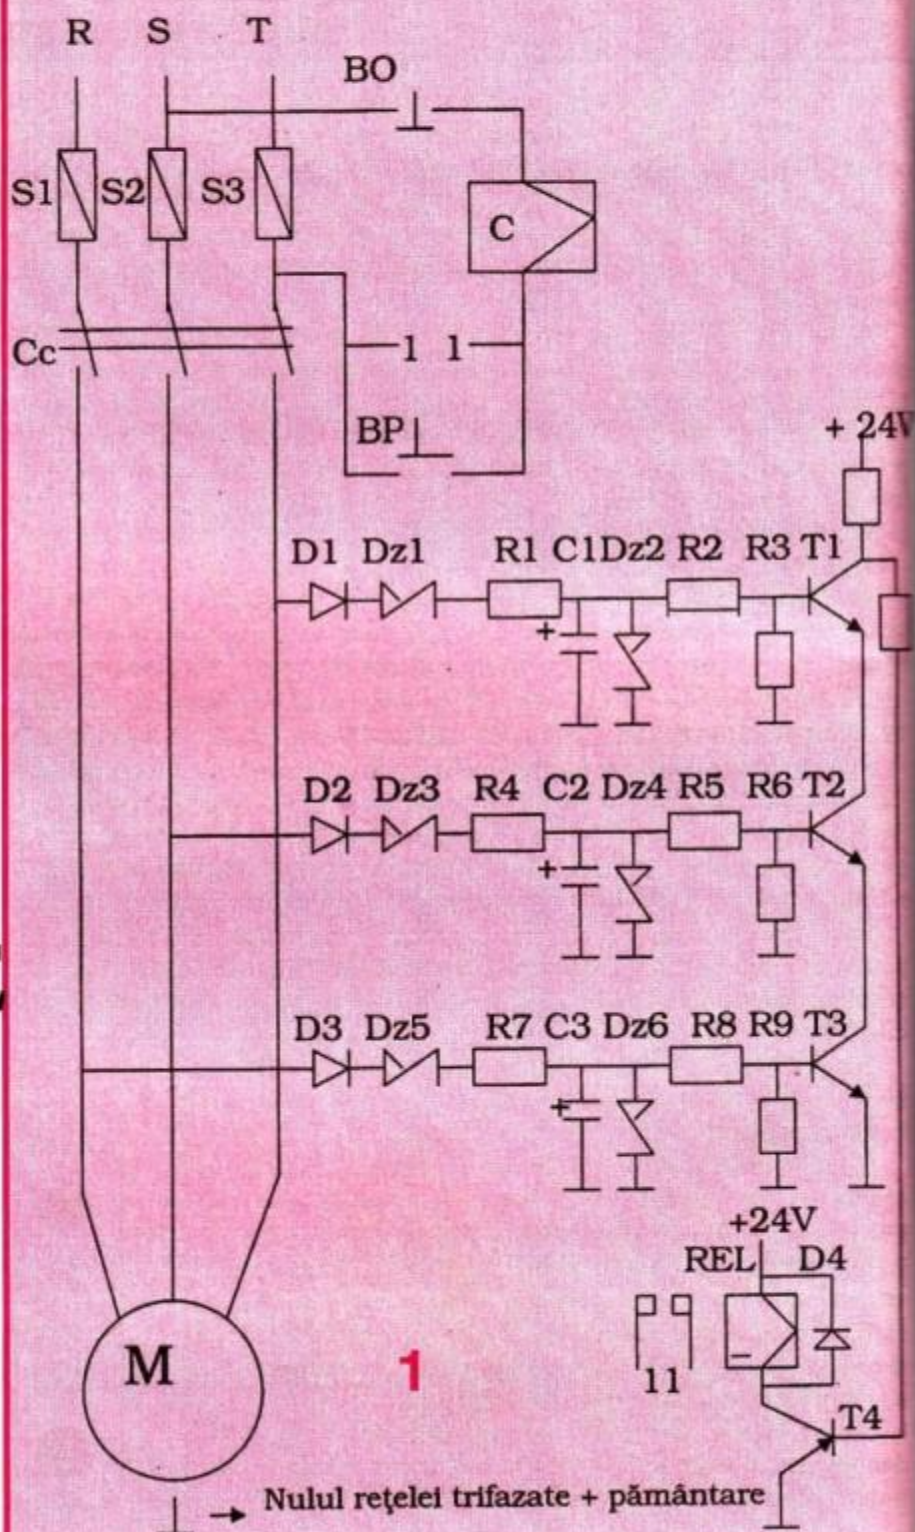 R S T
BO
S1 S2 S3
C
Cc
1 1
BP
+ 24V
D1 Dz1 R1 C1 Dz2 R2 R3 T1
+
D2 Dz3 R4 C2 Dz4 R5 R6 T2
+
D3 Dz5 R7 C3 Dz6 R8 R9 T3
+
+24V
REL D4
M
1
11
T4
Nulul rețelei trifazate + pământare